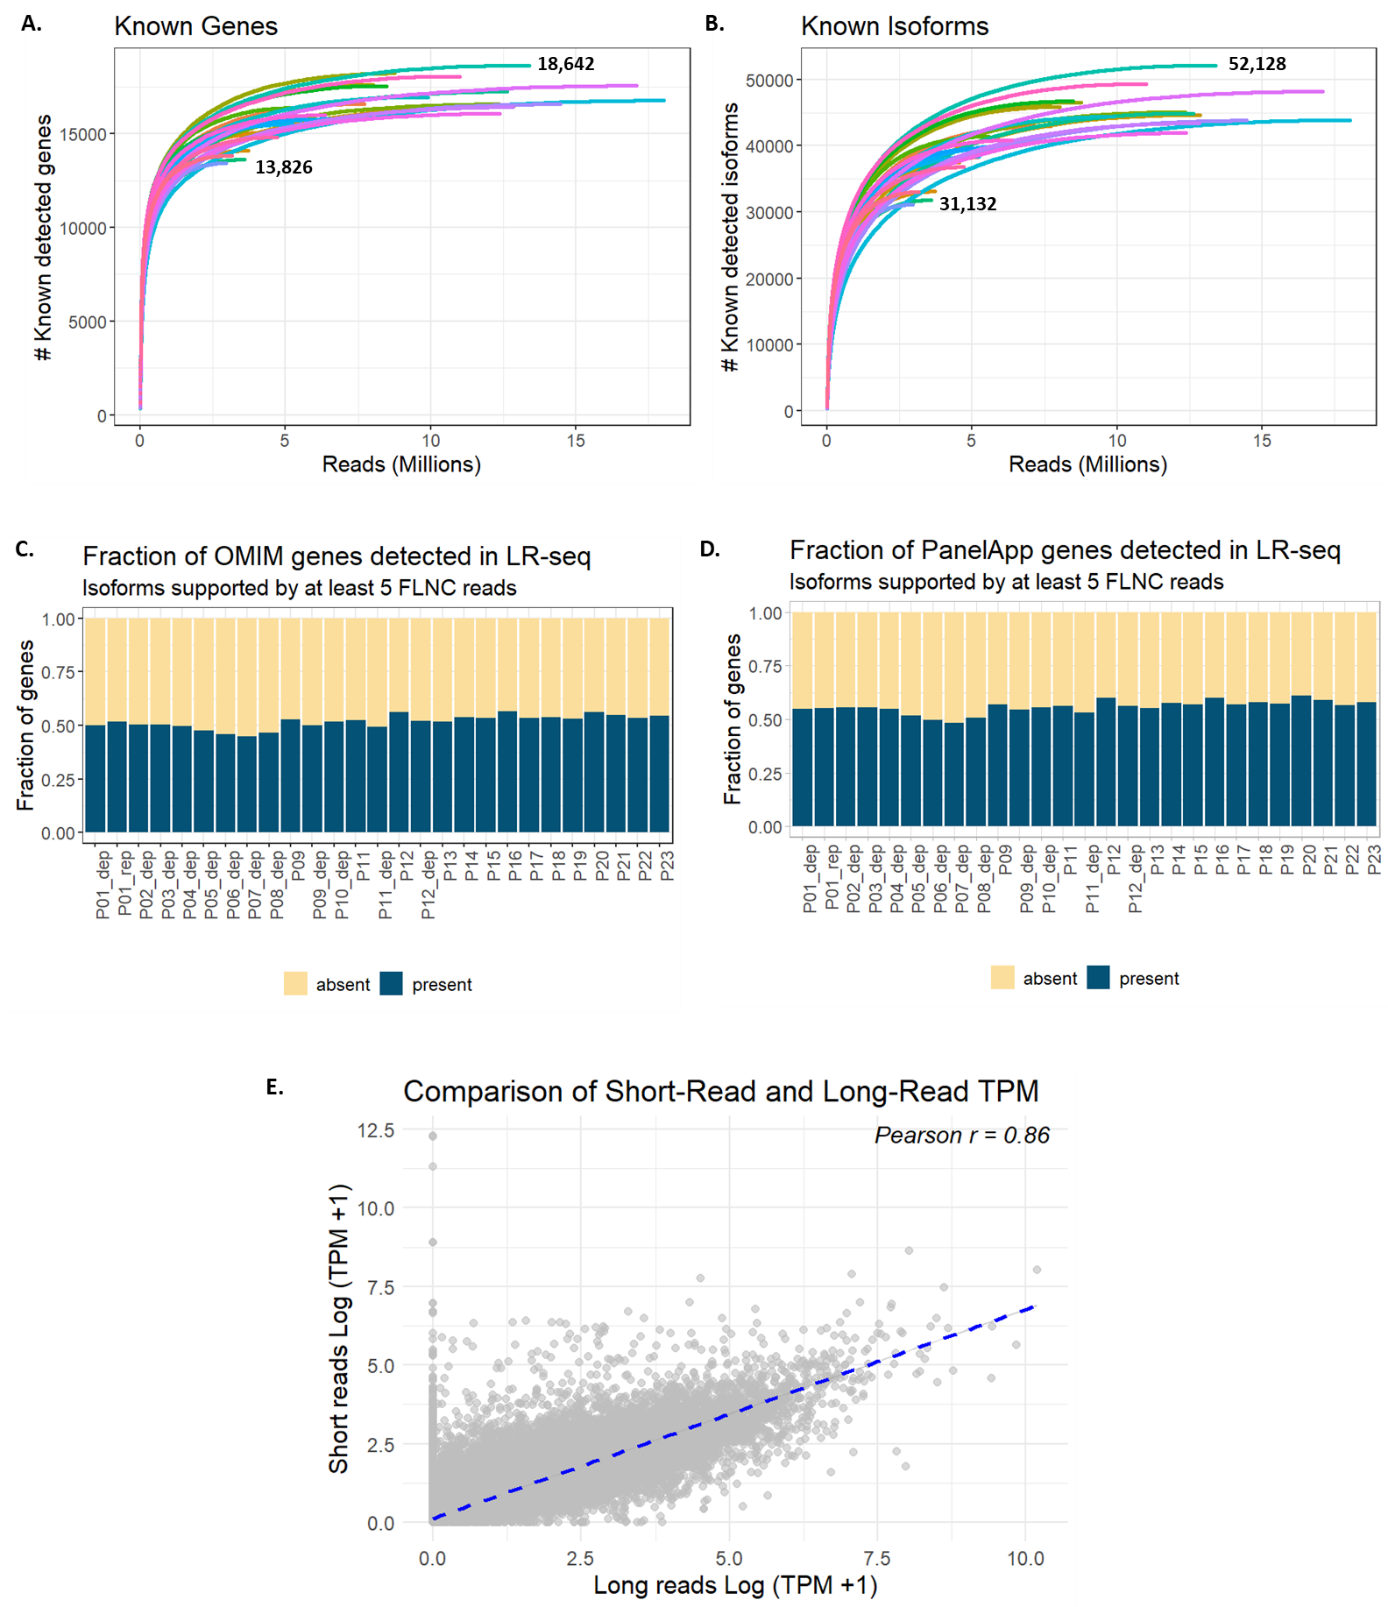 A.
Known Genes
# Known detected genes
15000
10000
5000
0
18,642
13,826
0 5 10 15
Reads (Millions)
B.
Known Isoforms
# Known detected isoforms
50000
40000
30000
20000
10000
0
52,128
31,132
0 5 10 15
Reads (Millions)
C.
Fraction of OMIM genes detected in LR-seq
Isoforms supported by at least 5 FLNC reads
Fraction of genes
1.00
0.75
0.50
0.25
0.00
P01_dep
P01_rep
P02_dep
P03_dep
P04_dep
P05_dep
P06_dep
P07_dep
P08_dep
P09
P09_dep
P10_dep
P11
P11_dep
P12
P12_dep
P13
P14
P15
P16
P17
P18
P19
P20
P21
P22
P23
absent present
D.
Fraction of PanelApp genes detected in LR-seq
Isoforms supported by at least 5 FLNC reads
Fraction of genes
1.00
0.75
0.50
0.25
0.00
P01_dep
P01_rep
P02_dep
P03_dep
P04_dep
P05_dep
P06_dep
P07_dep
P08_dep
P09
P09_dep
P10_dep
P11
P11_dep
P12
P12_dep
P13
P14
P15
P16
P17
P18
P19
P20
P21
P22
P23
absent present
E.
Comparison of Short-Read and Long-Read TPM
Pearson r = 0.86
Short reads Log (TPM +1)
12.5
10.0
7.5
5.0
2.5
0.0
0.0 2.5 5.0 7.5 10.0
Long reads Log (TPM +1)